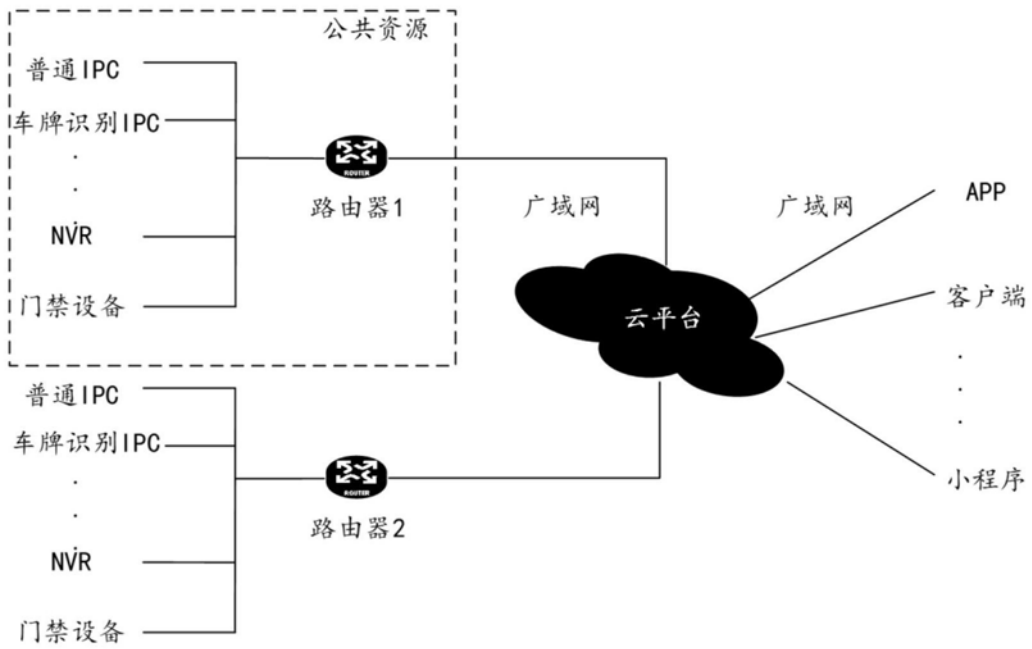 公共资源
普通IPC
车牌识别IPC
NVR
门禁设备
ROUTER
路由器1
广域网
广域网
云平台
APP
客户端
小程序
普通IPC
车牌识别IPC
NVR
门禁设备
ROUTER
路由器2